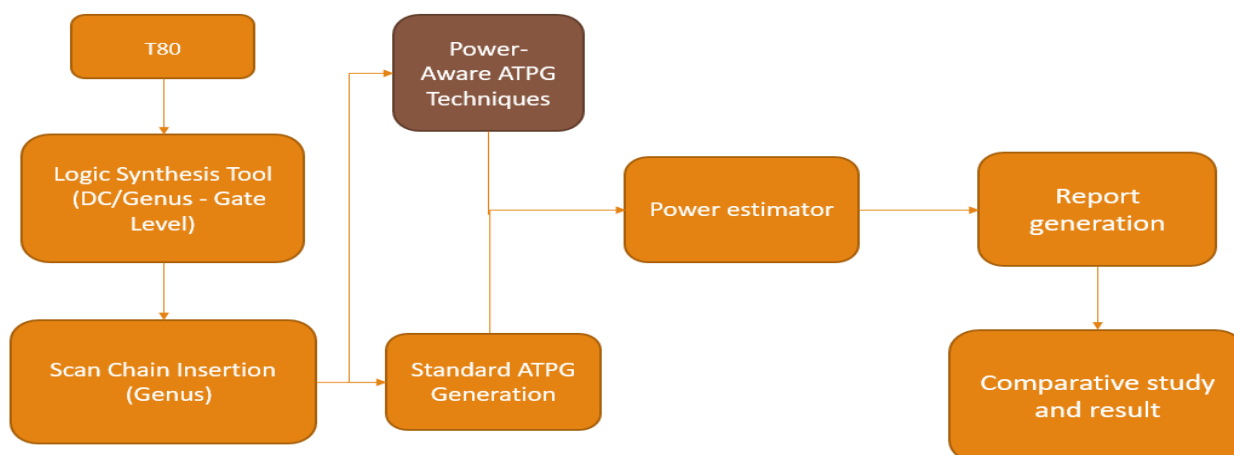 T80
Logic Synthesis Tool
(DC/Genus - Gate
Level)
Scan Chain Insertion
(Genus)
Power-
Aware ATPG
Techniques
Standard ATPG
Generation
Power estimator
Report
generation
Comparative study
and result